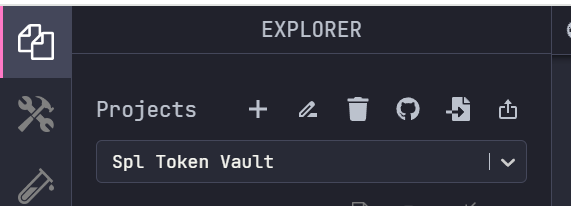 EXPLORER
Projects
Spl Token Vault